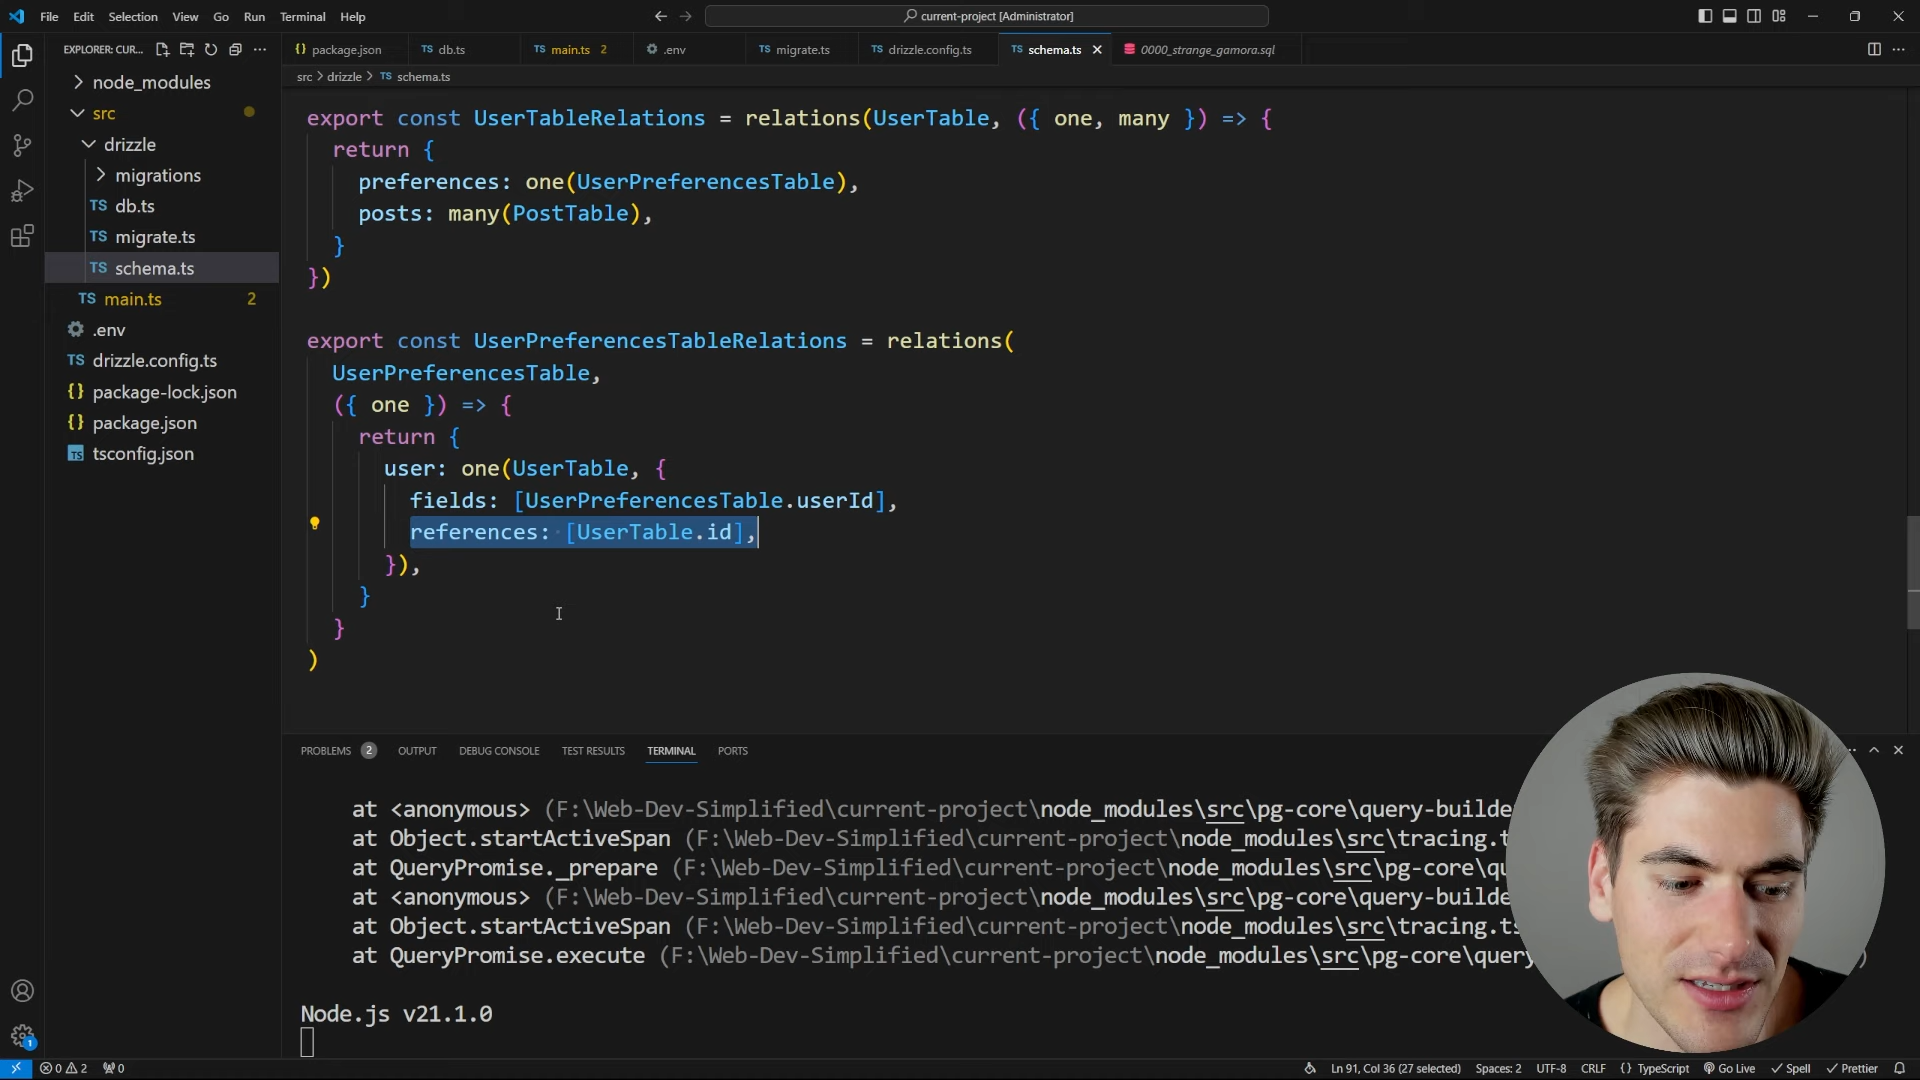 File Edit Selection View Go Run Terminal Help
current-project [Administrator]
EXPLORER: CUR...
package.json
db.ts
main.ts 2
.env
migrate.ts
drizzle.config.ts
schema.ts
0000_strange_gamora.sql
src > drizzle > TS schema.ts
node_modules
src
drizzle
migrations
TS db.ts
TS migrate.ts
TS schema.ts
TS main.ts 2
.env
TS drizzle.config.ts
{} package-lock.json
{} package.json
TS tsconfig.json
export const UserTableRelations = relations(UserTable, ({ one, many }) => {
return {
preferences: one(UserPreferencesTable),
posts: many(PostTable),
}
})
export const UserPreferencesTableRelations = relations(
UserPreferencesTable,
({ one }) => {
return {
user: one(UserTable, {
fields: [UserPreferencesTable.userId],
references: [UserTable.id],
}),
}
}
)
PROBLEMS 2 OUTPUT DEBUG CONSOLE TEST RESULTS TERMINAL PORTS
at <anonymous> (F:\Web-Dev-Simplified\current-project\node_modules\src\pg-core\query-builde
at Object.startActiveSpan (F:\Web-Dev-Simplified\current-project\node_modules\src\tracing.t
at QueryPromise._prepare (F:\Web-Dev-Simplified\current-project\node_modules\src\pg-core\qu
at <anonymous> (F:\Web-Dev-Simplified\current-project\node_modules\src\pg-core\query-builde
at Object.startActiveSpan (F:\Web-Dev-Simplified\current-project\node_modules\src\tracing.ts
at QueryPromise.execute (F:\Web-Dev-Simplified\current-project\node_modules\src\pg-core\query
Node.js v21.1.0
0 2 0 Ln 91, Col 36 (27 selected) Spaces: 2 UTF-8 CRLF {} TypeScript Go Live Spell Prettier